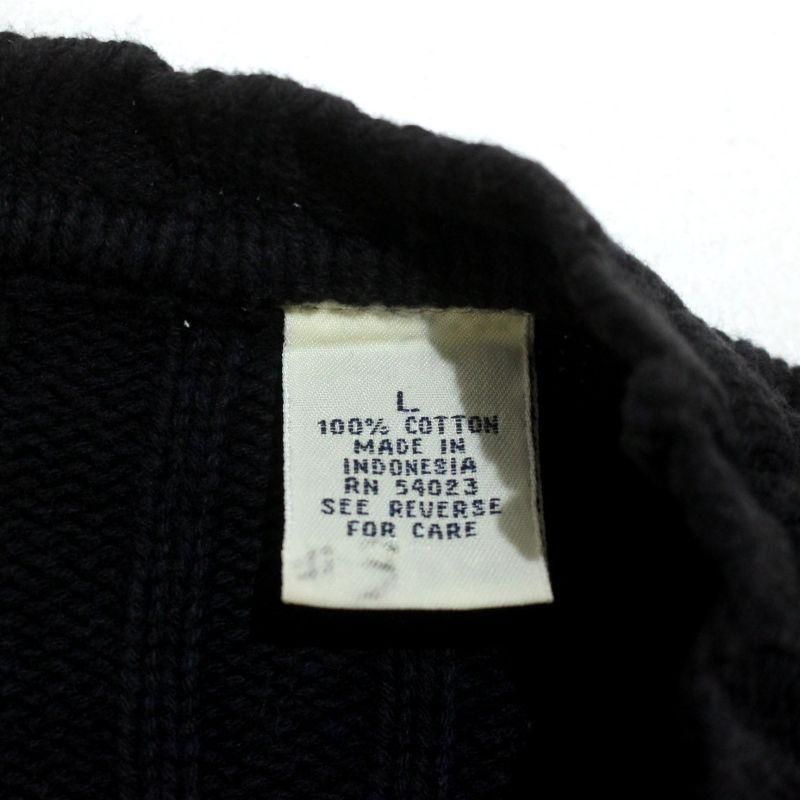 L
100% COTTON
MADE IN
INDONESIA
RN 54023
SEE REVERSE
FOR CARE